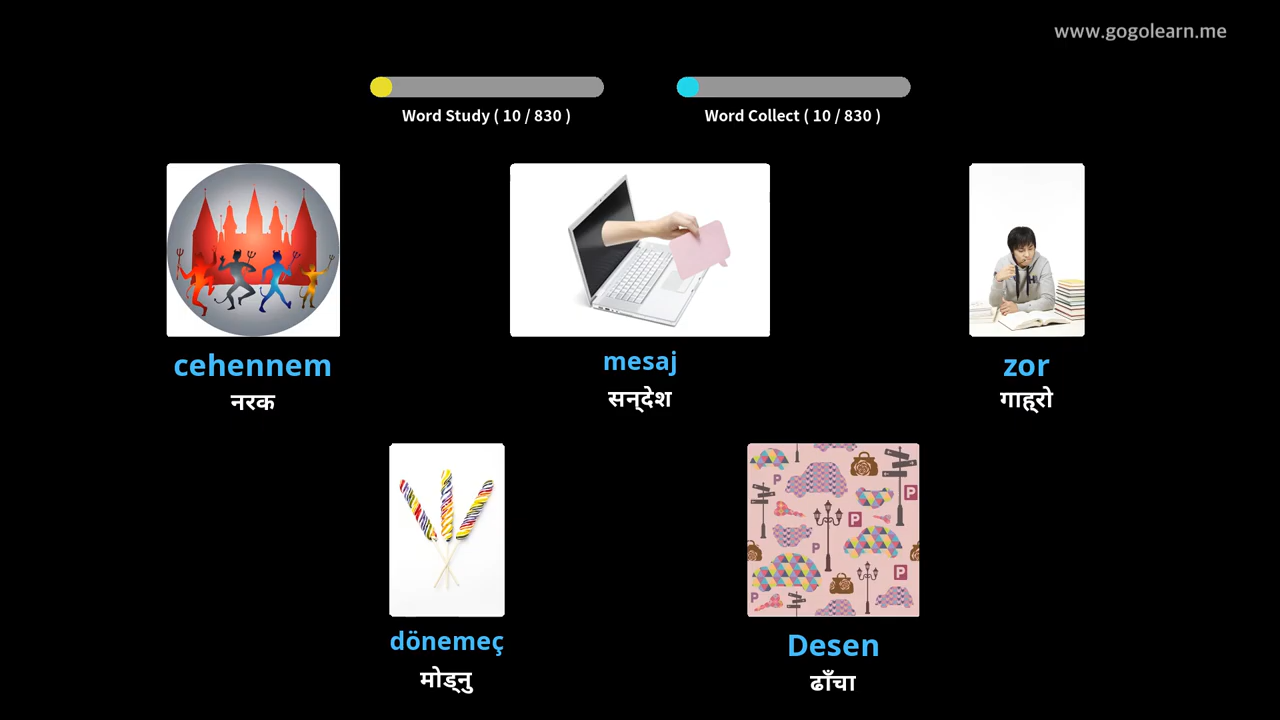 www.gogolearn.me
Word Study ( 10 / 830 )
Word Collect ( 10 / 830 )
cehennem
नरक
mesaj
सन्देश
zor
गाह्रो
dönemeç
मोड्नु
Desen
ढाँचा